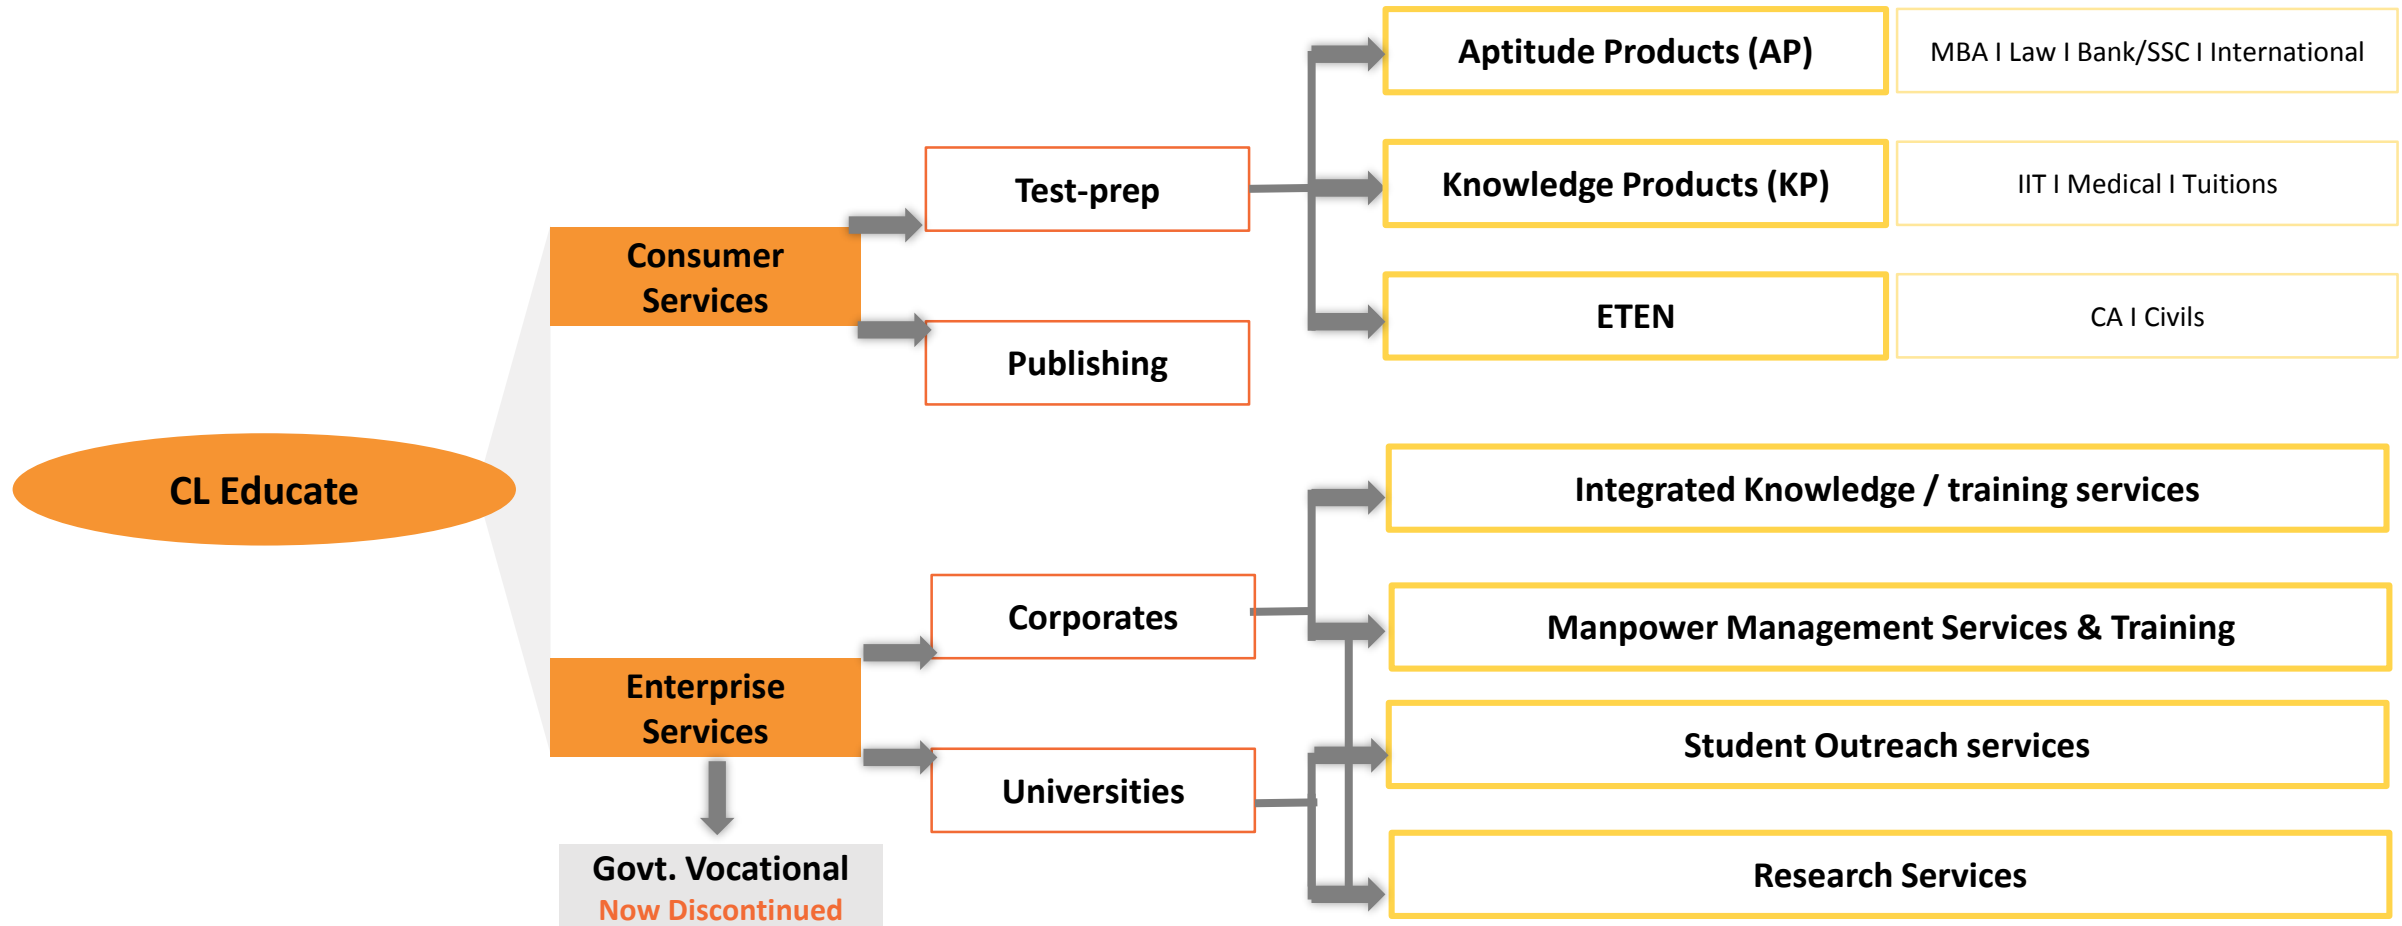 Aptitude Products (AP)
MBA I Law I Bank/SSC I International
Test-prep
Knowledge Products (KP)
IIT I Medical I Tuitions
Consumer
Services
ETEN
CA I Civils
Publishing
CL Educate
Integrated Knowledge / training services
Corporates
Manpower Management Services & Training
Enterprise
Services
Student Outreach services
Universities
Govt. Vocational
Now Discontinued
Research Services